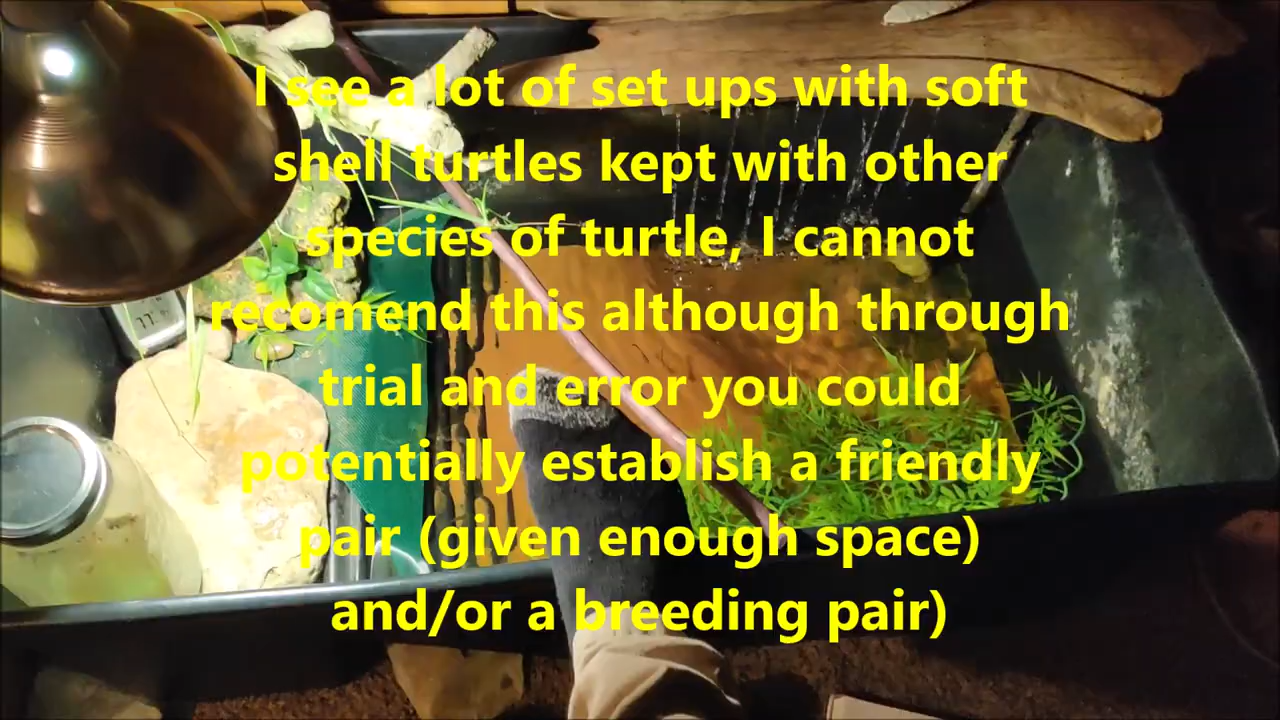 I see a lot of set ups with soft
shell turtles kept with other
species of turtle, I cannot
recomend this although through
trial and error you could
potentially establish a friendly
pair (given enough space)
and/or a breeding pair)